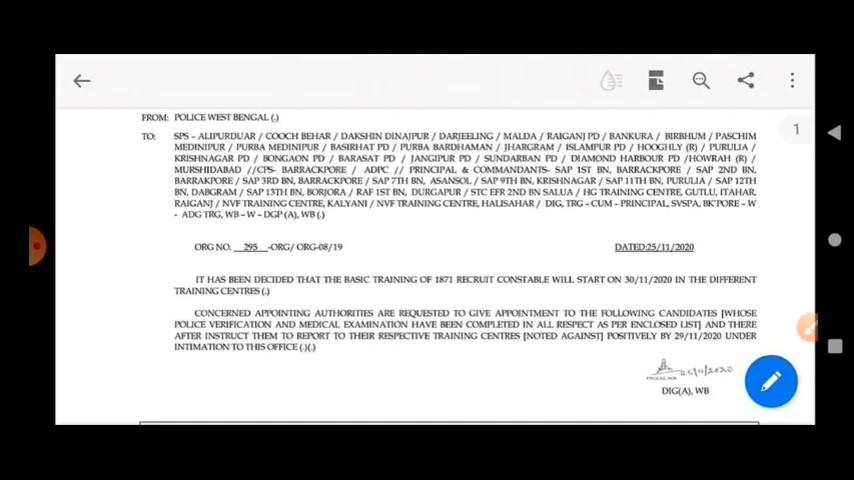 1
FROM: POLICE WEST BENGAL (.)
TO: SPS – ALIPURDUAR / COOCH BEHAR / DAKSHIN DINAJPUR / DARJEELING / MALDA / RAIGANJ PD / BANKURA / BIRBHUM / PASCHIM
MEDINIPUR / PURBA MEDINIPUR / BASIRHAT PD / PURBA BARDHAMAN / JHARGRAM / ISLAMPUR PD / HOOGHLY (R) / PURULIA /
KRISHNAGAR PD / BONGAON PD / BARASAT PD / JANGIPUR PD / SUNDARBAN PD / DIAMOND HARBOUR PD /HOWRAH (R) /
MURSHIDABAD //CPS- BARRACKPORE / ADPC // PRINCIPAL & COMMANDANTS- SAP 1ST BN, BARRACKPORE / SAP 2ND BN,
BARRAKPORE / SAP 3RD BN, BARRACKPORE / SAP 7TH BN, ASANSOL / SAP 9TH BN, KRISHNAGAR / SAP 11TH BN, PURULIA / SAP 12TH
BN, DABGRAM / SAP 13TH BN, BORJORA / RAF 1ST BN, DURGAPUR / STC EFR 2ND BN SALUA / HG TRAINING CENTRE, GUTLU, ITAHAR,
RAIGANJ / NVF TRAINING CENTRE, KALYANI / NVF TRAINING CENTRE, HALISAHAR / DIG, TRG – CUM – PRINCIPAL, SVSPA, BK'PORE – W
– ADG TRG, WB – W – DGP (A), WB (.)
ORG NO. 295 -ORG/ ORG-08/19 DATED:25/11/2020
IT HAS BEEN DECIDED THAT THE BASIC TRAINING OF 1871 RECRUIT CONSTABLE WILL START ON 30/11/2020 IN THE DIFFERENT
TRAINING CENTRES (.)
CONCERNED APPOINTING AUTHORITIES ARE REQUESTED TO GIVE APPOINTMENT TO THE FOLLOWING CANDIDATES [WHOSE
POLICE VERIFICATION AND MEDICAL EXAMINATION HAVE BEEN COMPLETED IN ALL RESPECT AS PER ENCLOSED LIST] AND THERE
AFTER INSTRUCT THEM TO REPORT TO THEIR RESPECTIVE TRAINING CENTRES [NOTED AGAINST] POSITIVELY BY 29/11/2020 UNDER
INTIMATION TO THIS OFFICE (.)(.)
25/11/2020
DIG(A), WB